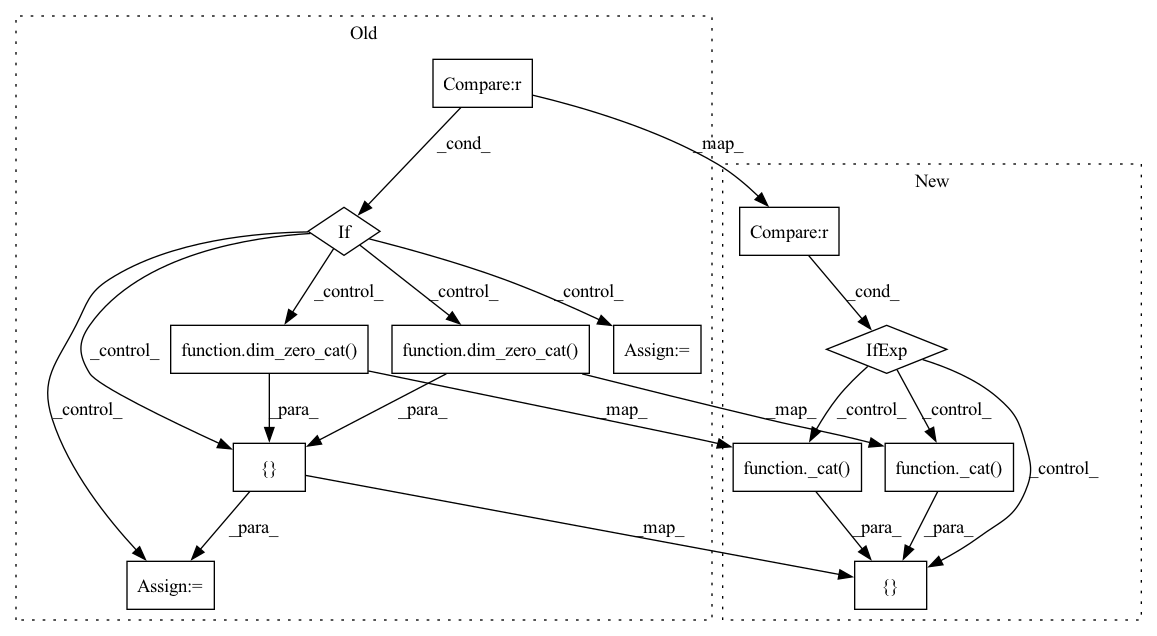 Old
Compare:r
_cond_
_map_
New
If
Compare:r
_control_
_control_
_control_
_cond_
_control_
function.dim_zero_cat()
function.dim_zero_cat()
Assign:=
IfExp
_control_
_para_
_para_
_map_
_map_
_control_
_control_
{}
function._cat()
function._cat()
_control_
_para_
_map_
_para_
_para_
Assign:=
{}